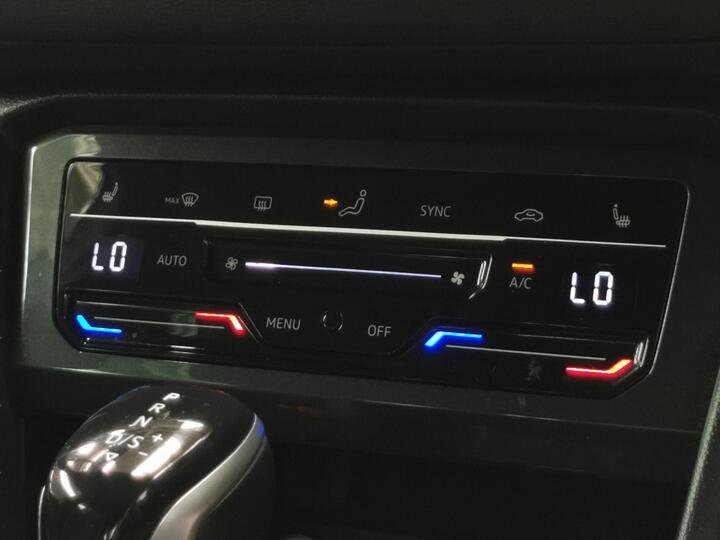 MAX
SYNC
LO AUTO A/C LO
MENU OFF
P
R
N
D/S + -